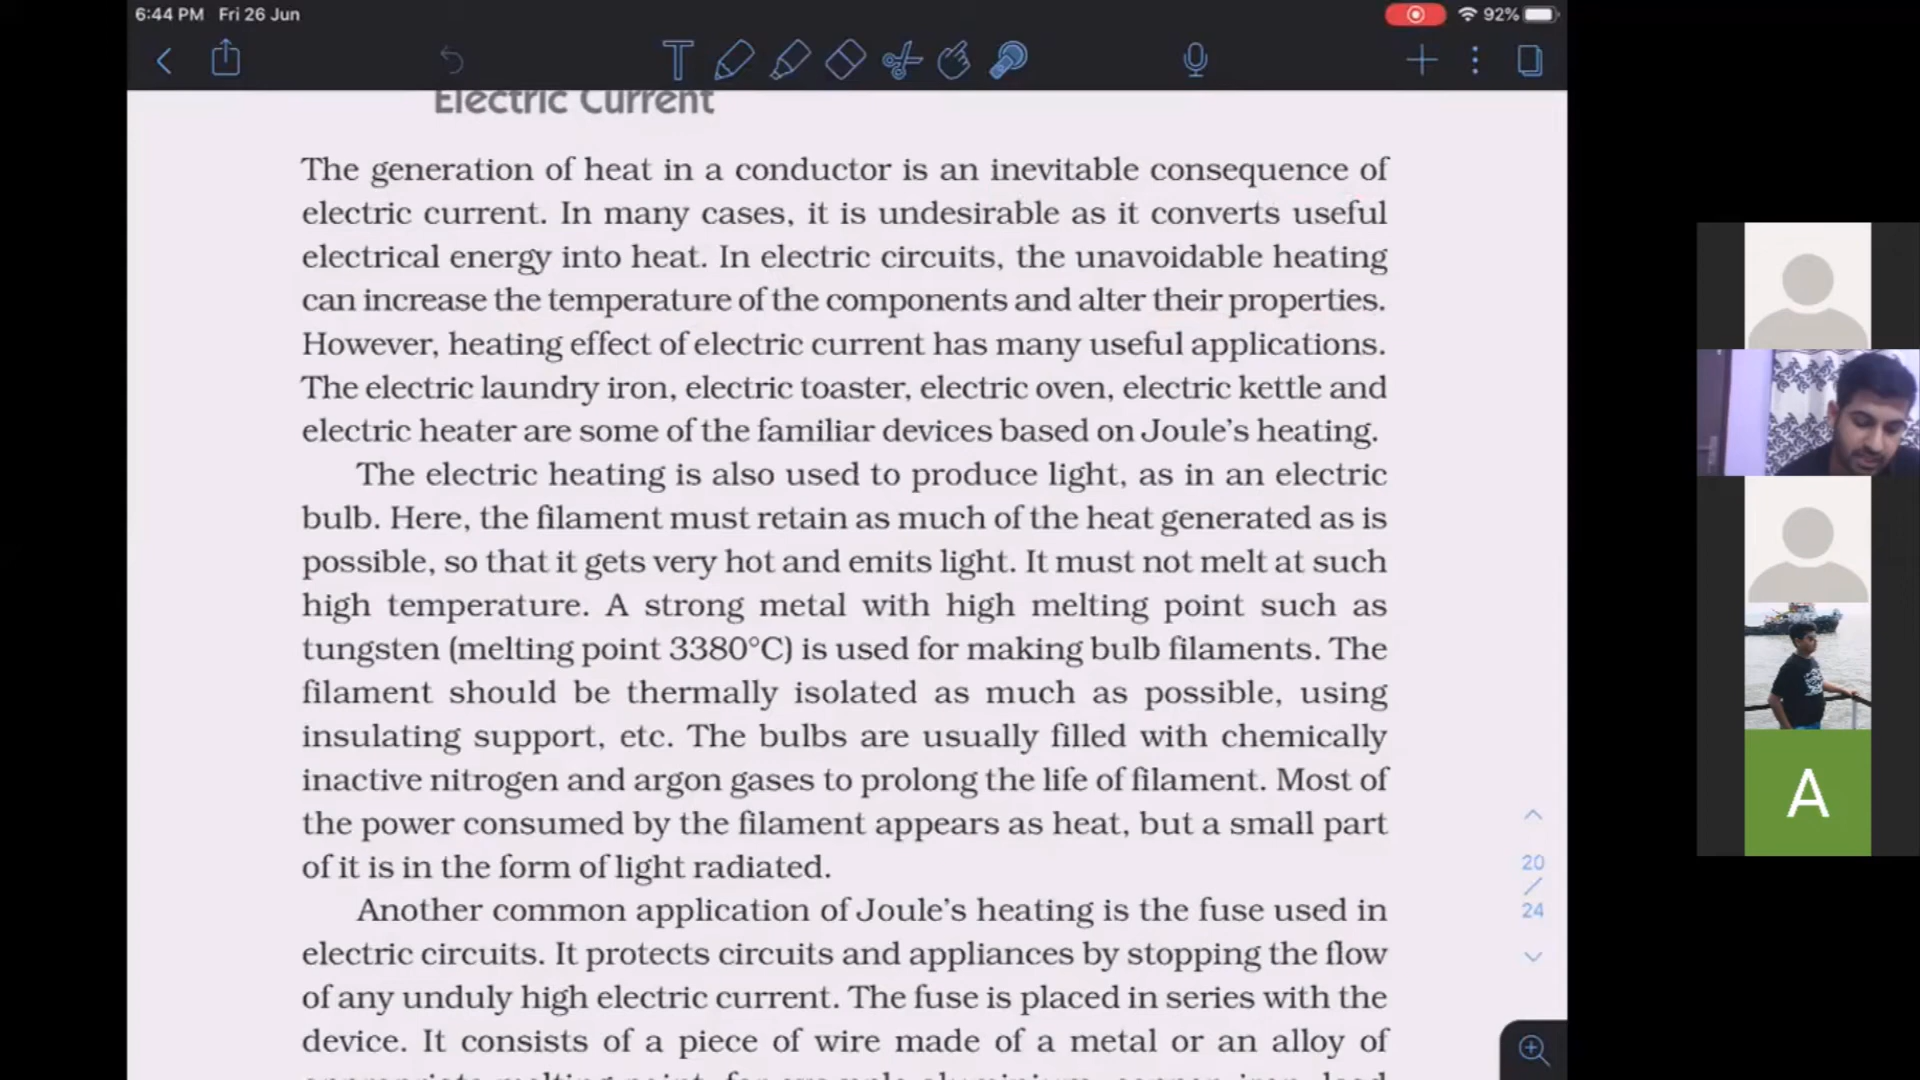 6:44 PM Fri 26 Jun
92%
Electric Current
The generation of heat in a conductor is an inevitable consequence of
electric current. In many cases, it is undesirable as it converts useful
electrical energy into heat. In electric circuits, the unavoidable heating
can increase the temperature of the components and alter their properties.
However, heating effect of electric current has many useful applications.
The electric laundry iron, electric toaster, electric oven, electric kettle and
electric heater are some of the familiar devices based on Joule's heating.
The electric heating is also used to produce light, as in an electric
bulb. Here, the filament must retain as much of the heat generated as is
possible, so that it gets very hot and emits light. It must not melt at such
high temperature. A strong metal with high melting point such as
tungsten (melting point 3380°C) is used for making bulb filaments. The
filament should be thermally isolated as much as possible, using
insulating support, etc. The bulbs are usually filled with chemically
inactive nitrogen and argon gases to prolong the life of filament. Most of
the power consumed by the filament appears as heat, but a small part
of it is in the form of light radiated.
Another common application of Joule's heating is the fuse used in
electric circuits. It protects circuits and appliances by stopping the flow
of any unduly high electric current. The fuse is placed in series with the
device. It consists of a piece of wire made of a metal or an alloy of
appropriate melting point, for example aluminium, copper, iron, lead
20
/
24
A